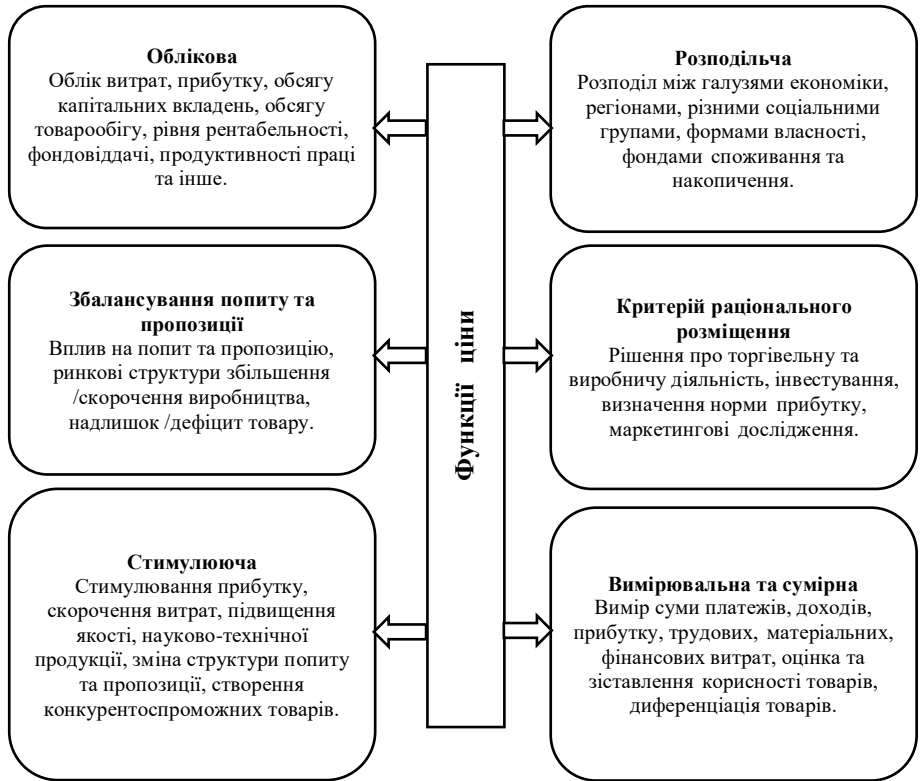 Облікова
Облік витрат, прибутку, обсягу
капітальних вкладень, обсягу
товарообігу, рівня рентабельності,
фондовіддачі, продуктивності праці
та інше.
Розподільча
Розподіл між галузями економіки,
регіонами, різними соціальними
групами, формами власності,
фондами споживання та
накопичення.
Функції ціни
Збалансування попиту та
пропозиції
Вплив на попит та пропозицію,
ринкові структури збільшення
/скорочення виробництва,
надлишок /дефіцит товару.
Критерій раціонального
розміщення
Рішення про торгівельну та
виробничу діяльність, інвестування,
визначення норми прибутку,
маркетингові дослідження.
Стимулююча
Стимулювання прибутку,
скорочення витрат, підвищення
якості, науково-технічної
продукції, зміна структури попиту
та пропозиції, створення
конкурентоспроможних товарів.
Вимірювальна та сумірна
Вимір суми платежів, доходів,
прибутку, трудових, матеріальних,
фінансових витрат, оцінка та
зіставлення корисності товарів,
диференціація товарів.